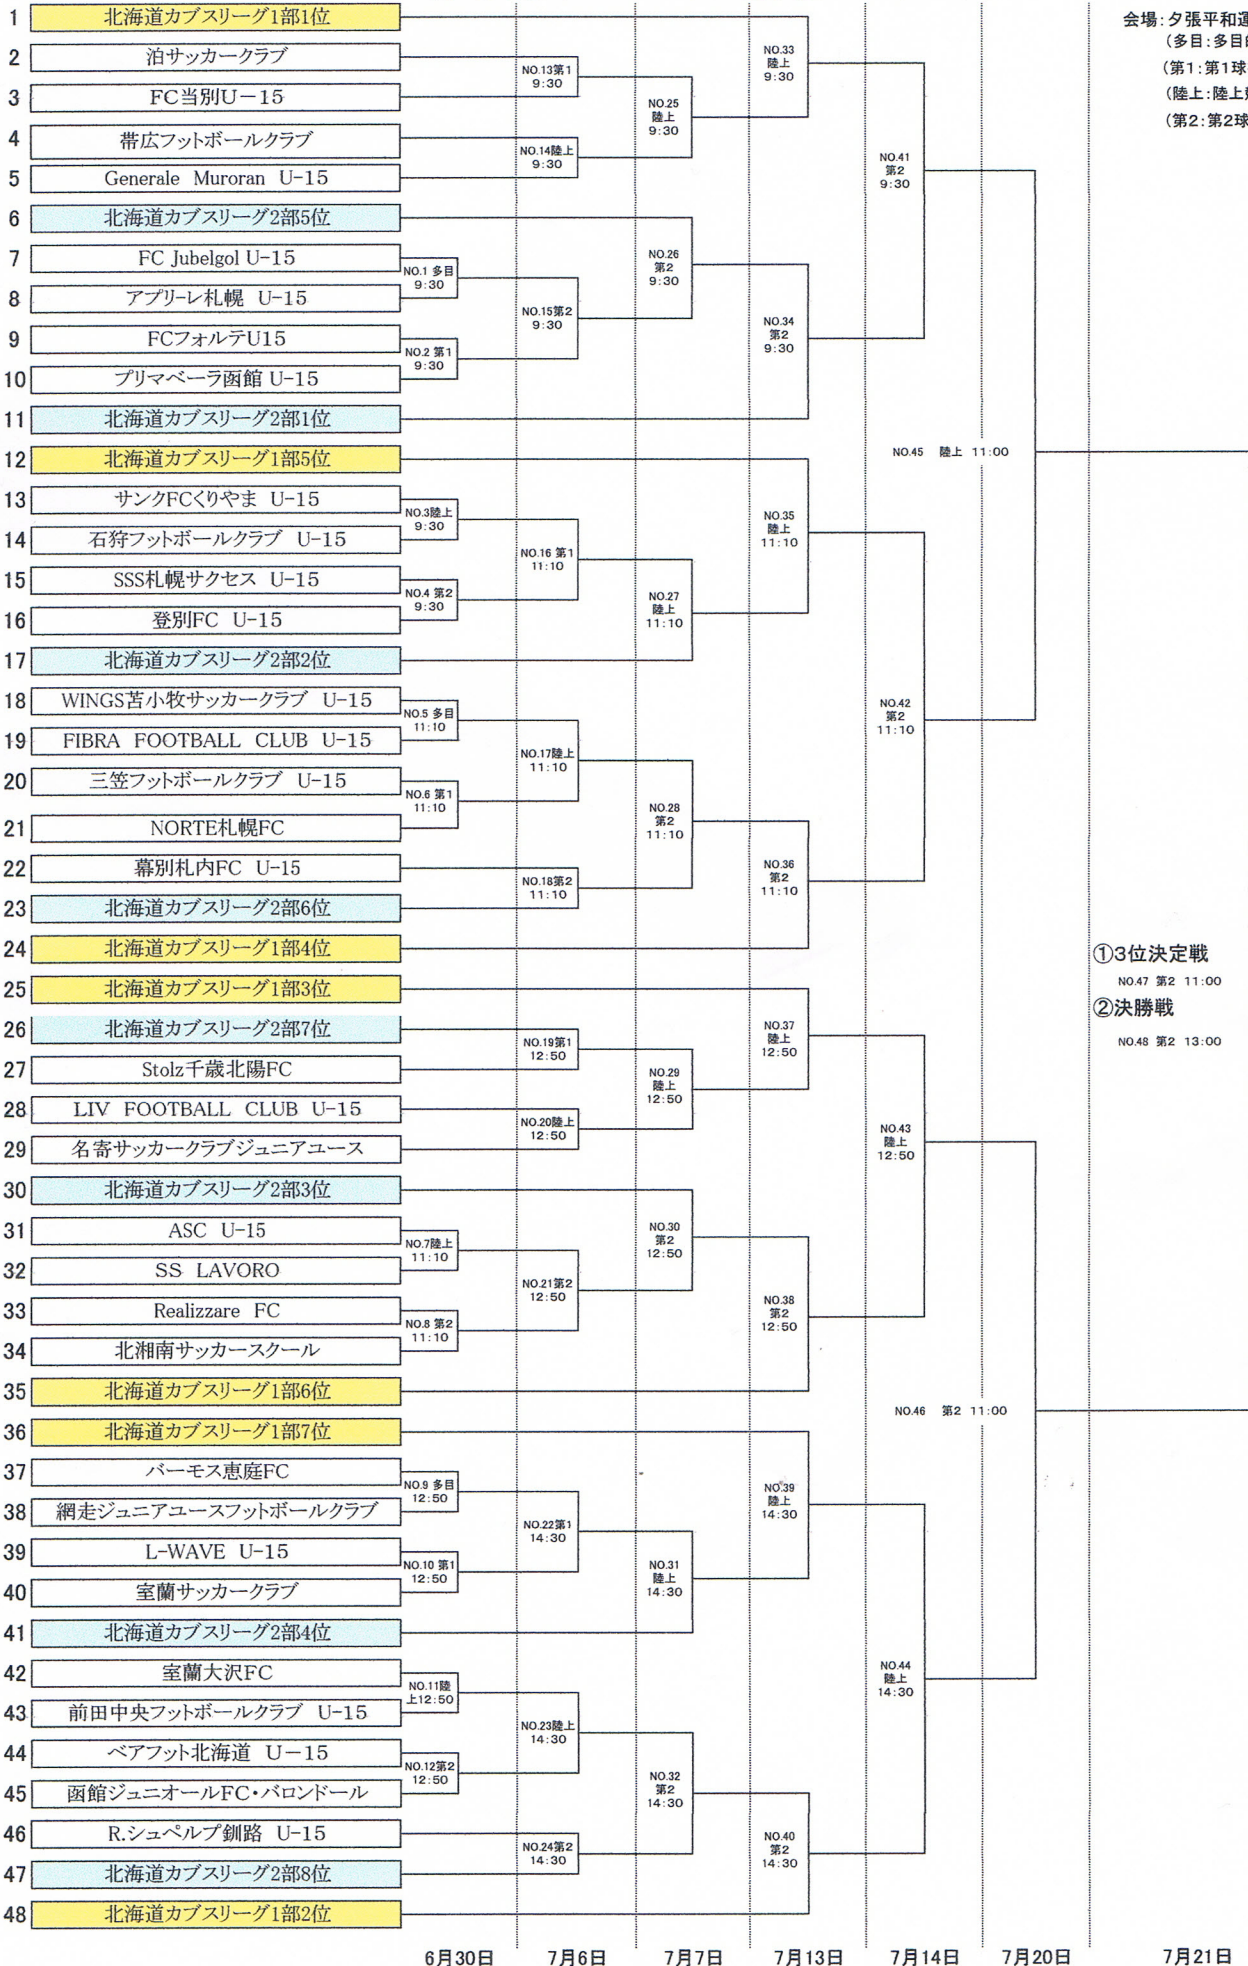 1 北海道カブスリーグ1部1位
2 泊サッカークラブ
3 FC当別U－15
4 帯広フットボールクラブ
5 Generale Muroran U-15
6 北海道カブスリーグ2部5位
7 FC Jubelgol U-15
8 アプリーレ札幌 U-15
9 FCフォルテU15
10 プリマベーラ函館 U-15
11 北海道カブスリーグ2部1位
12 北海道カブスリーグ1部5位
13 サンクFCくりやま U-15
14 石狩フットボールクラブ U-15
15 SSS札幌サクセス U-15
16 登別FC U-15
17 北海道カブスリーグ2部2位
18 WINGS苫小牧サッカークラブ U-15
19 FIBRA FOOTBALL CLUB U-15
20 三笠フットボールクラブ U-15
21 NORTE札幌FC
22 幕別札内FC U-15
23 北海道カブスリーグ2部6位
24 北海道カブスリーグ1部4位
25 北海道カブスリーグ1部3位
26 北海道カブスリーグ2部7位
27 Stolz千歳北陽FC
28 LIV FOOTBALL CLUB U-15
29 名寄サッカークラブジュニアユース
30 北海道カブスリーグ2部3位
31 ASC U-15
32 SS LAVORO
33 Realizzare FC
34 北湘南サッカースクール
35 北海道カブスリーグ1部6位
36 北海道カブスリーグ1部7位
37 バーモス恵庭FC
38 網走ジュニアユースフットボールクラブ
39 L-WAVE U-15
40 室蘭サッカークラブ
41 北海道カブスリーグ2部4位
42 室蘭大沢FC
43 前田中央フットボールクラブ U-15
44 ベアフット北海道 U－15
45 函館ジュニオールFC・バロンドール
46 R.シュペルブ釧路 U-15
47 北海道カブスリーグ2部8位
48 北海道カブスリーグ1部2位
NO.1 多目
9:30
NO.2 第1
9:30
NO.3陸上
9:30
NO.4 第2
9:30
NO.5 多目
11:10
NO.6 第1
11:10
NO.7陸上
11:10
NO.8 第2
11:10
NO.9 多目
12:50
NO.10 第1
12:50
NO.11陸
上12:50
NO.12第2
12:50
NO.13第1
9:30
NO.14陸上
9:30
NO.15第2
9:30
NO.16 第1
11:10
NO.17陸上
11:10
NO.18第2
11:10
NO.19第1
12:50
NO.20陸上
12:50
NO.21第2
12:50
NO.22第1
14:30
NO.23陸上
14:30
NO.24第2
14:30
NO.25
陸上
9:30
NO.26
第2
9:30
NO.27
陸上
11:10
NO.28
第2
11:10
NO.29
陸上
12:50
NO.30
第2
12:50
NO.31
陸上
14:30
NO.32
第2
14:30
NO.33
陸上
9:30
NO.34
第2
9:30
NO.35
陸上
11:10
NO.36
第2
11:10
NO.37
陸上
12:50
NO.38
第2
12:50
NO.39
陸上
14:30
NO.40
第2
14:30
NO.41
第2
9:30
NO.42
第2
11:10
NO.43
陸上
12:50
NO.44
陸上
14:30
NO.45 陸上 11:00
NO.46 第2 11:00
会場:夕張平和運
(多目:多目的
(第1:第1球
(陸上:陸上
(第2:第2球
①3位決定戦
NO.47 第2 11:00
②決勝戦
NO.48 第2 13:00
6月30日 7月6日 7月7日 7月13日 7月14日 7月20日 7月21日